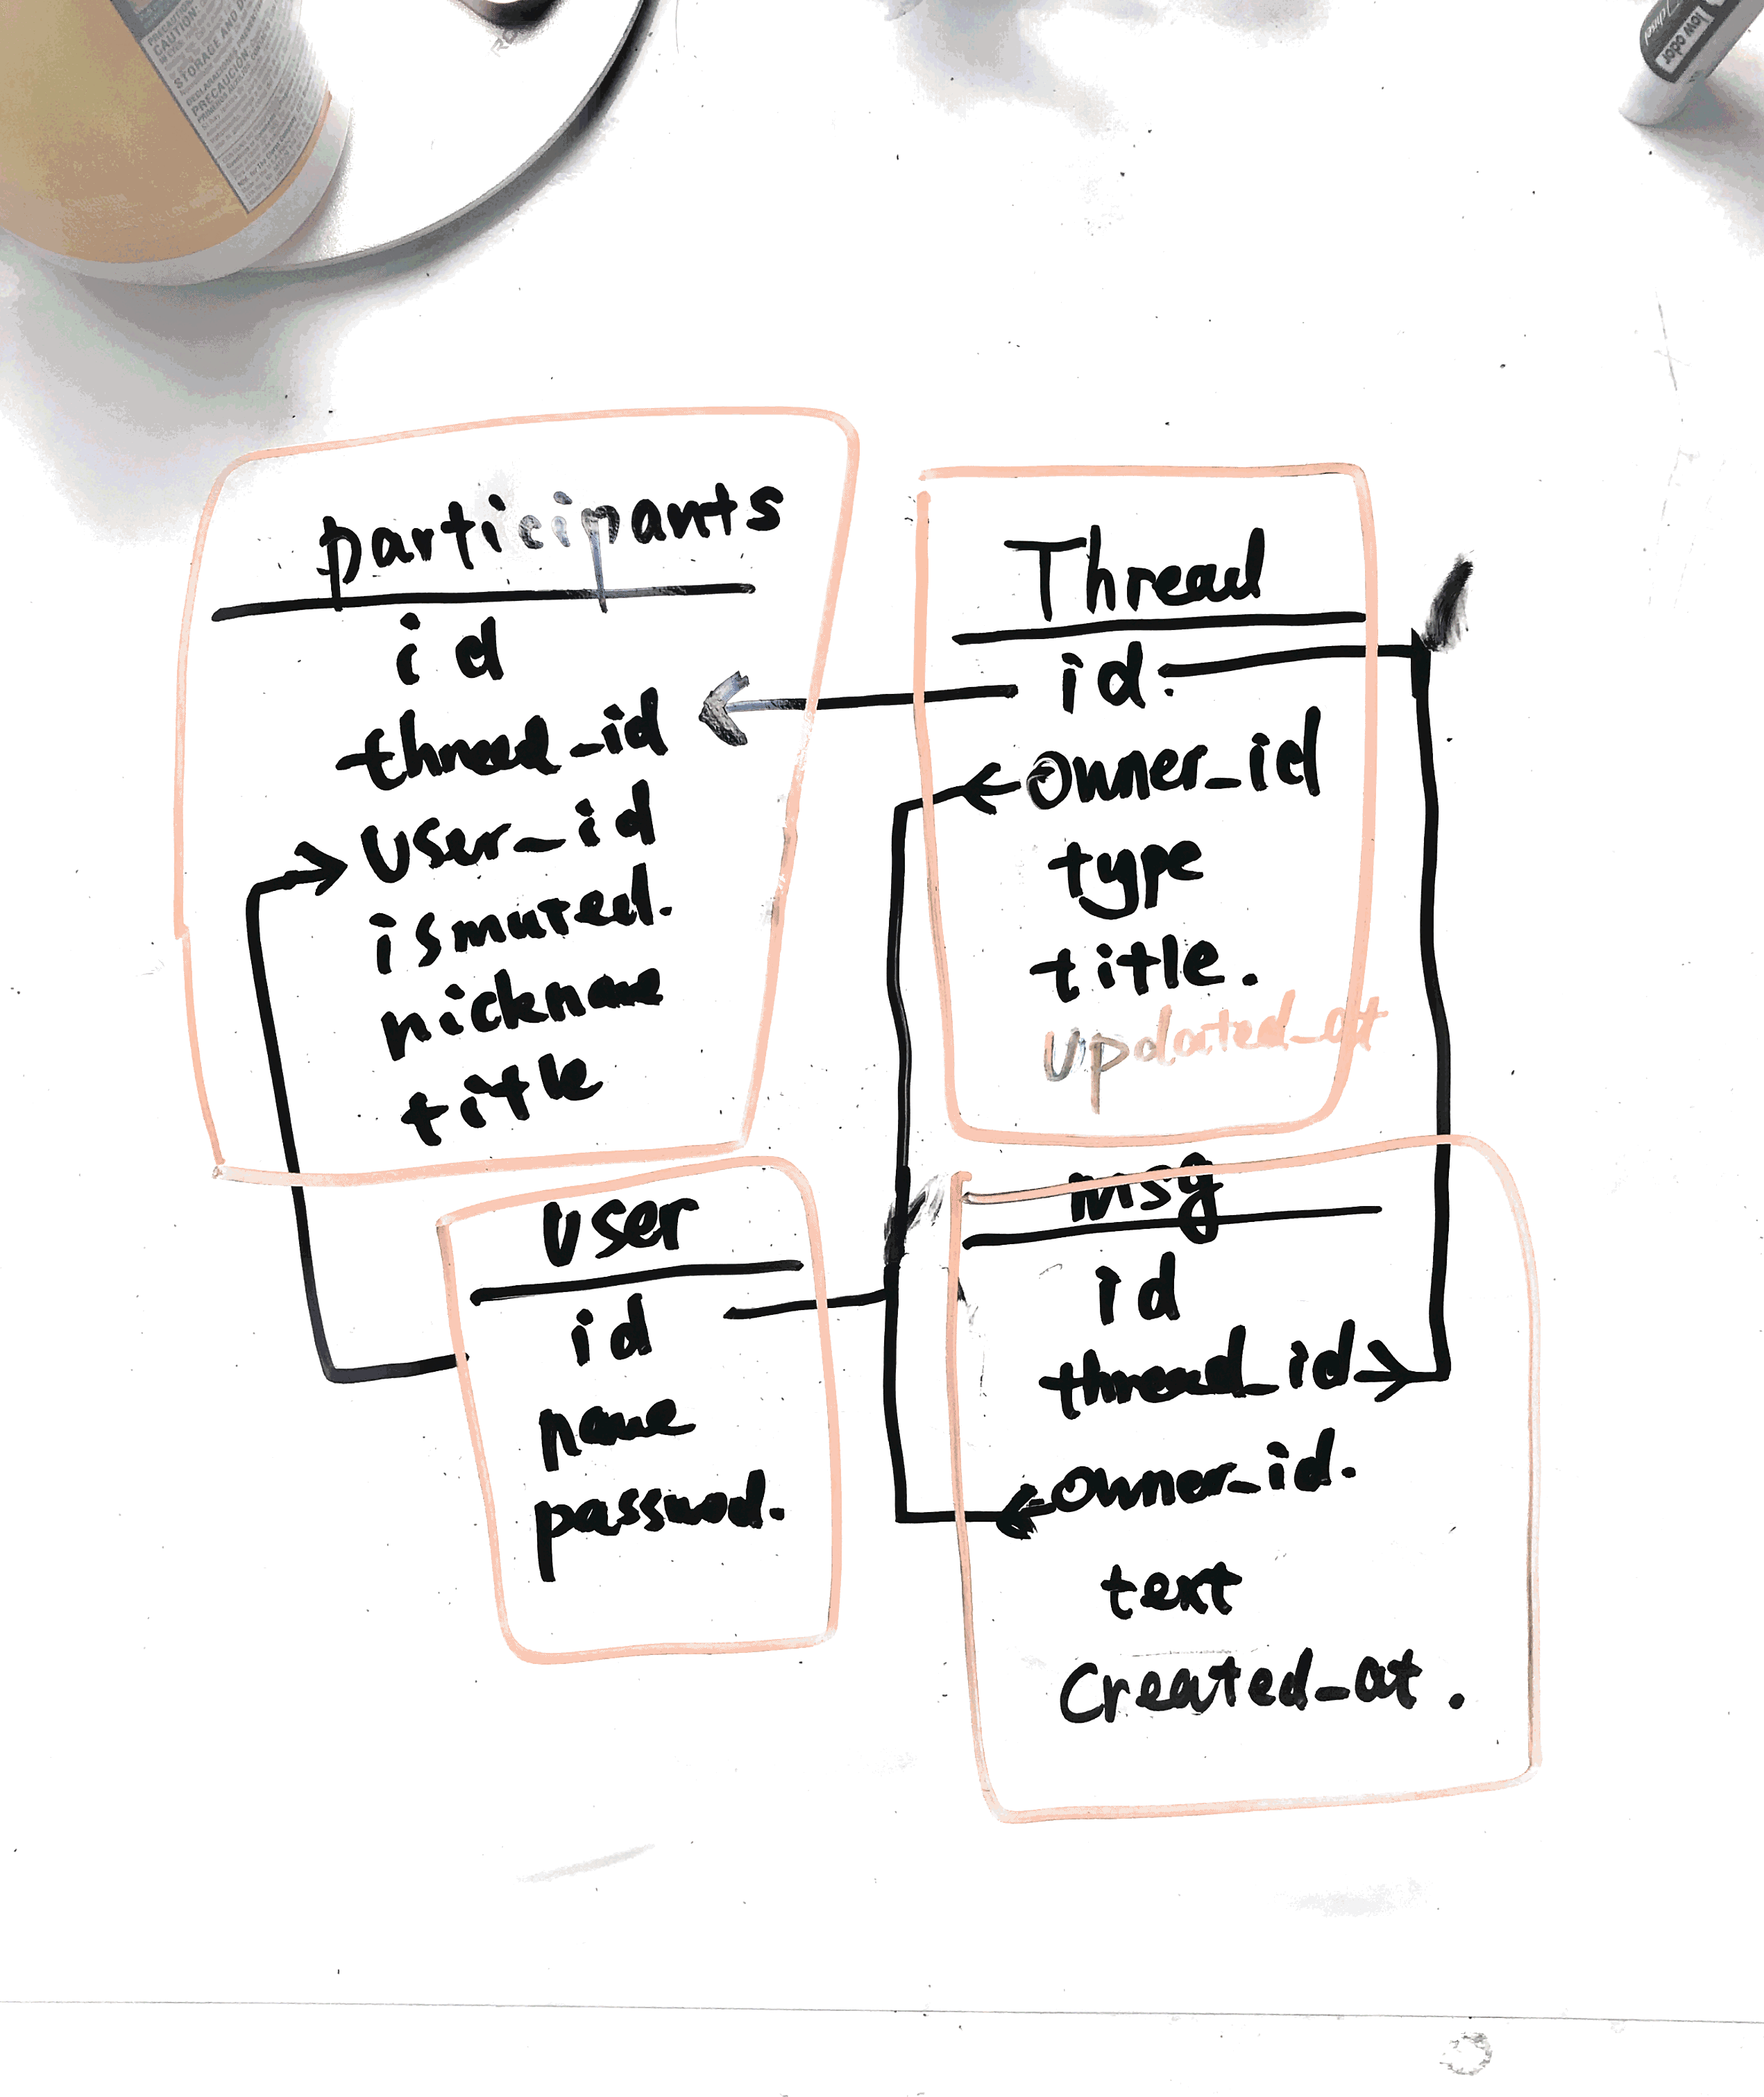 CAUTION:
STORAGE AND D
PRECAUCIÓN
low odor
participants
id
thread_id
user_id
ismuted.
nickname
title
Thread
id.
owner_id
type
title.
updated_at
user
id
name
password.
msg
id
thread_id
owner_id.
text
Created_at.